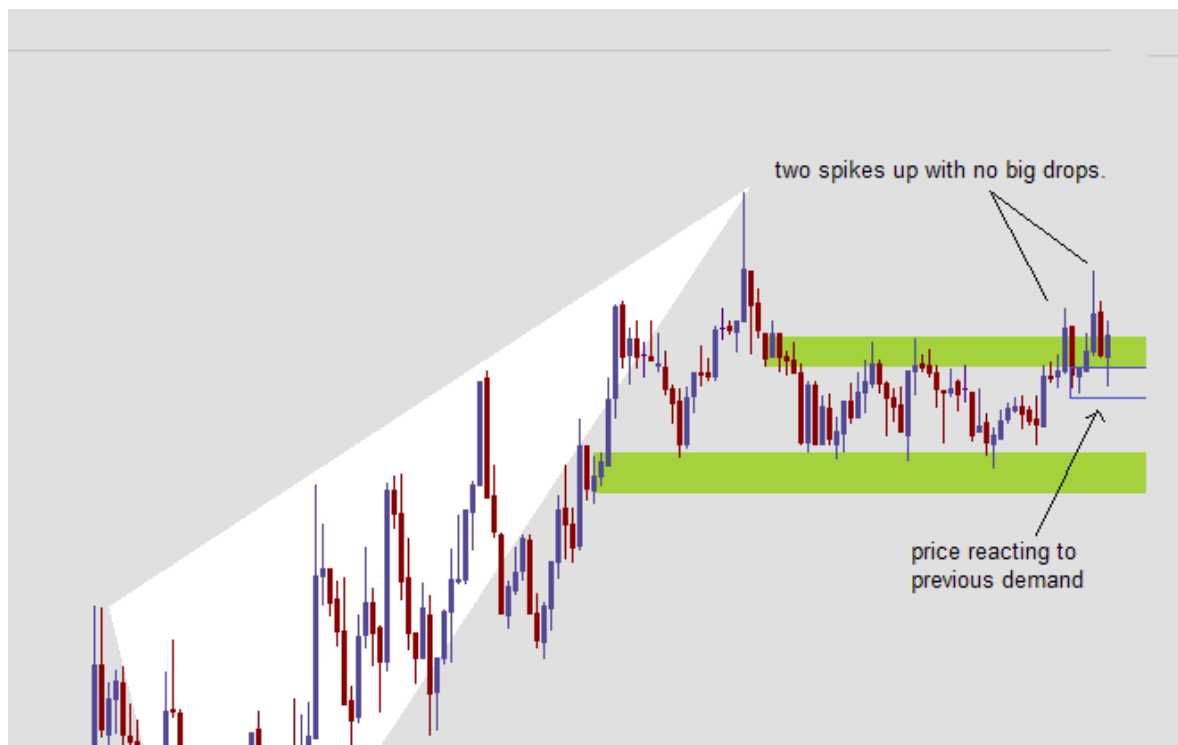 two spikes up with no big drops.
price reacting to
previous demand